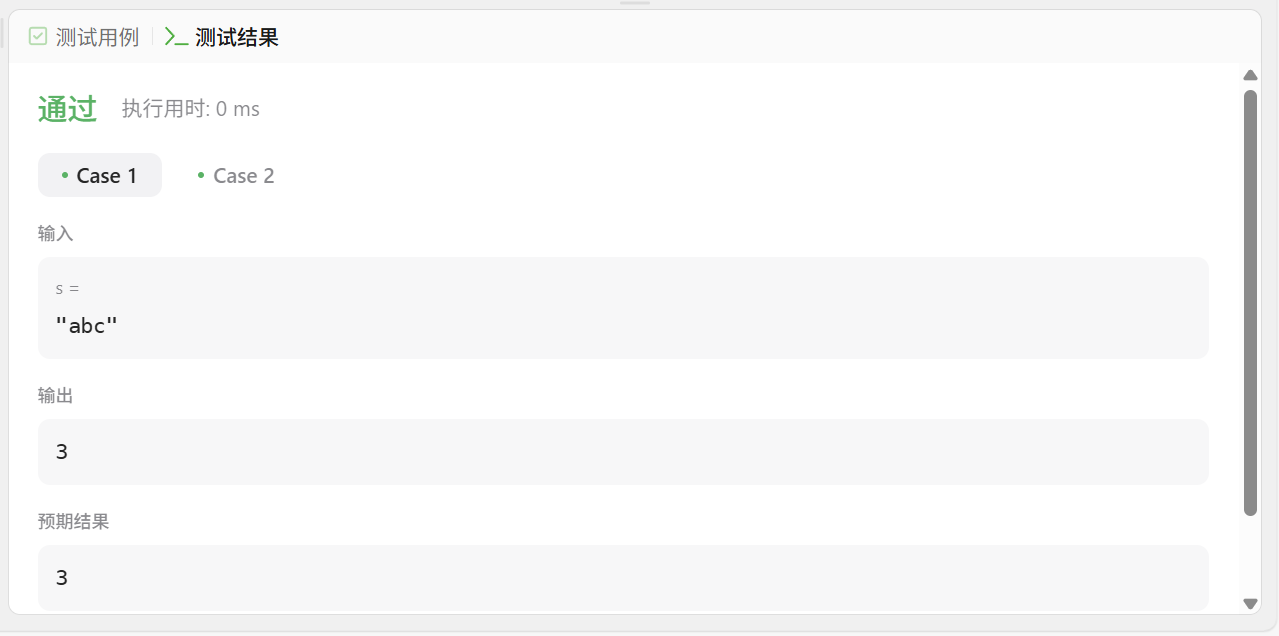 测试用例 测试结果
通过 执行用时: 0 ms
Case 1 Case 2
输入
s =
"abc"
输出
3
预期结果
3